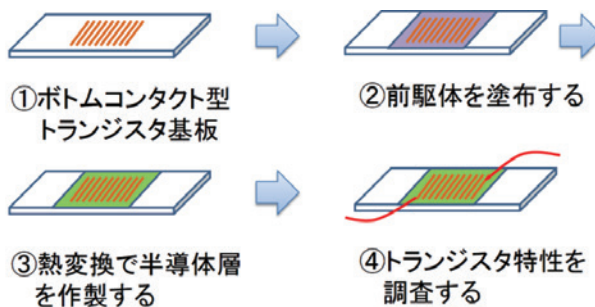 ①ボトムコンタクト型
トランジスタ基板
②前駆体を塗布する
③熱変換で半導体層
を作製する
④トランジスタ特性を
調査する